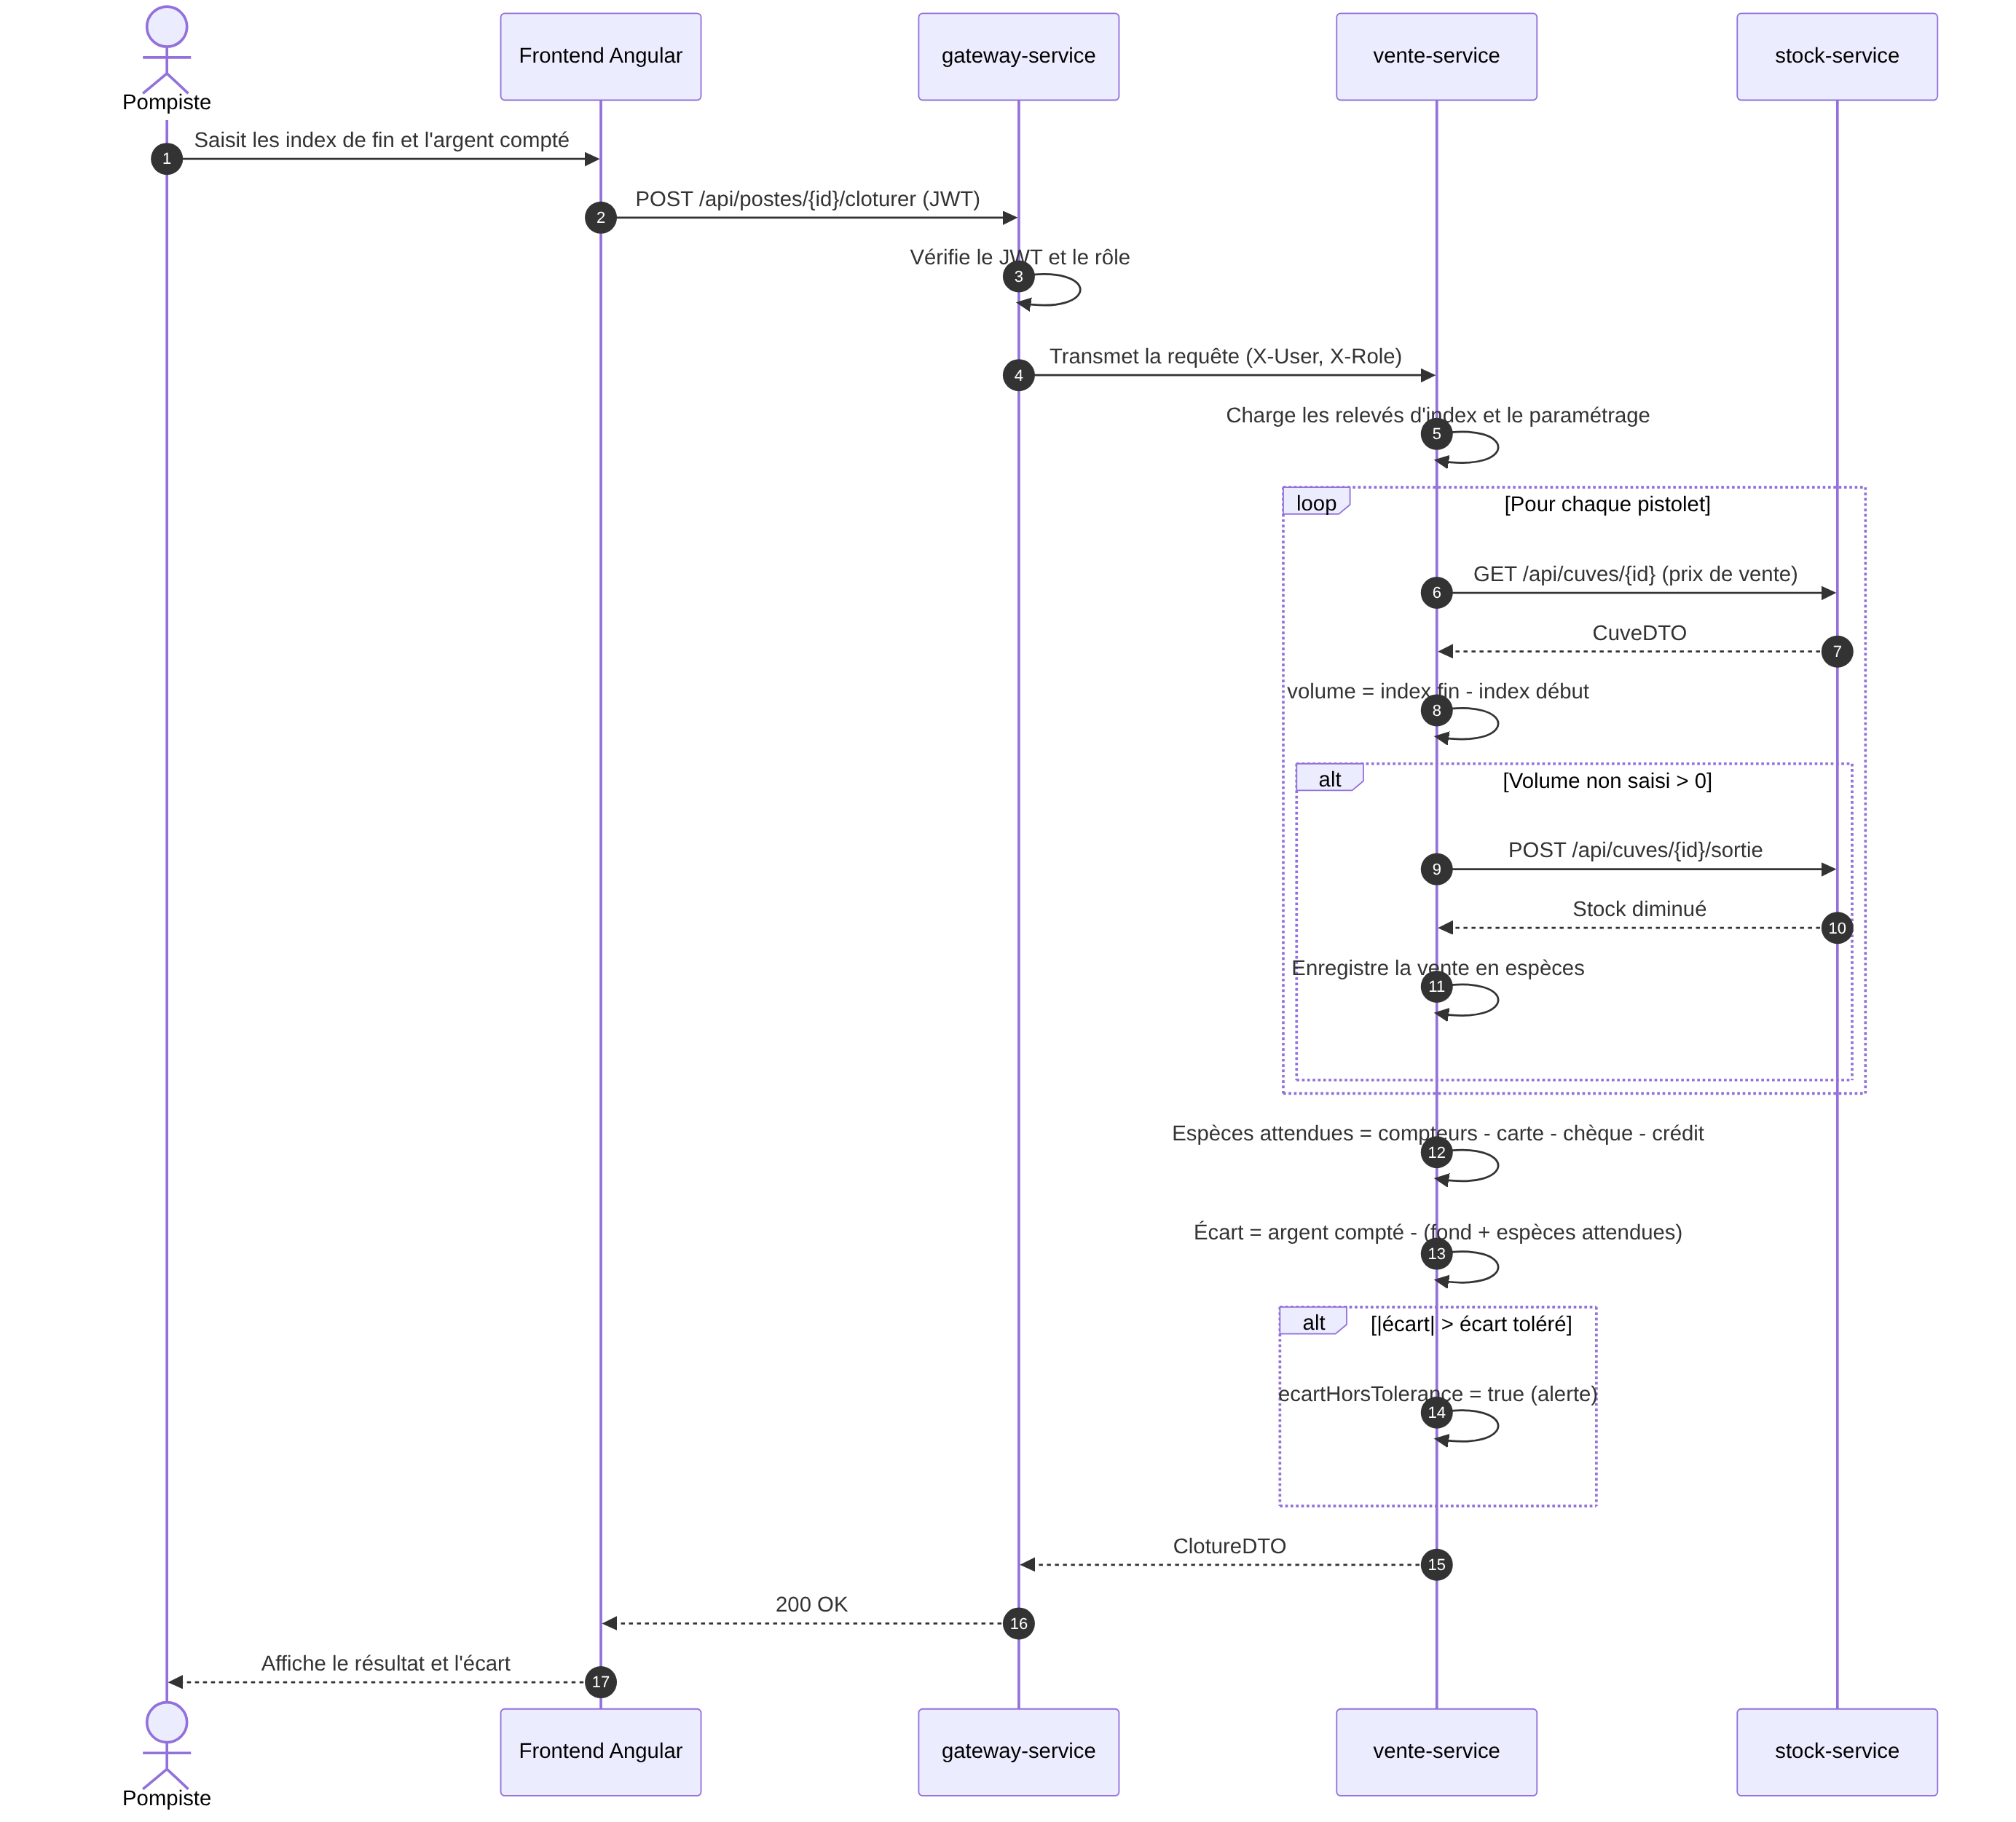 Pompiste
Frontend Angular
gateway-service
vente-service
stock-service
Saisit les index de fin et l'argent compté
1
POST /api/postes/{id}/cloturer (JWT)
2
Vérifie le JWT et le rôle
3
Transmet la requête (X-User, X-Role)
4
Charge les relevés d'index et le paramétrage
5
loop
[Pour chaque pistolet]
GET /api/cuves/{id} (prix de vente)
6
CuveDTO
7
volume = index fin - index début
8
alt
[Volume non saisi > 0]
POST /api/cuves/{id}/sortie
9
Stock diminué
10
Enregistre la vente en espèces
11
Espèces attendues = compteurs - carte - chèque - crédit
12
Écart = argent compté - (fond + espèces attendues)
13
alt
[|écart| > écart toléré]
ecartHorsTolerance = true (alerte)
14
ClotureDTO
15
200 OK
16
Affiche le résultat et l'écart
17
Pompiste
Frontend Angular
gateway-service
vente-service
stock-service